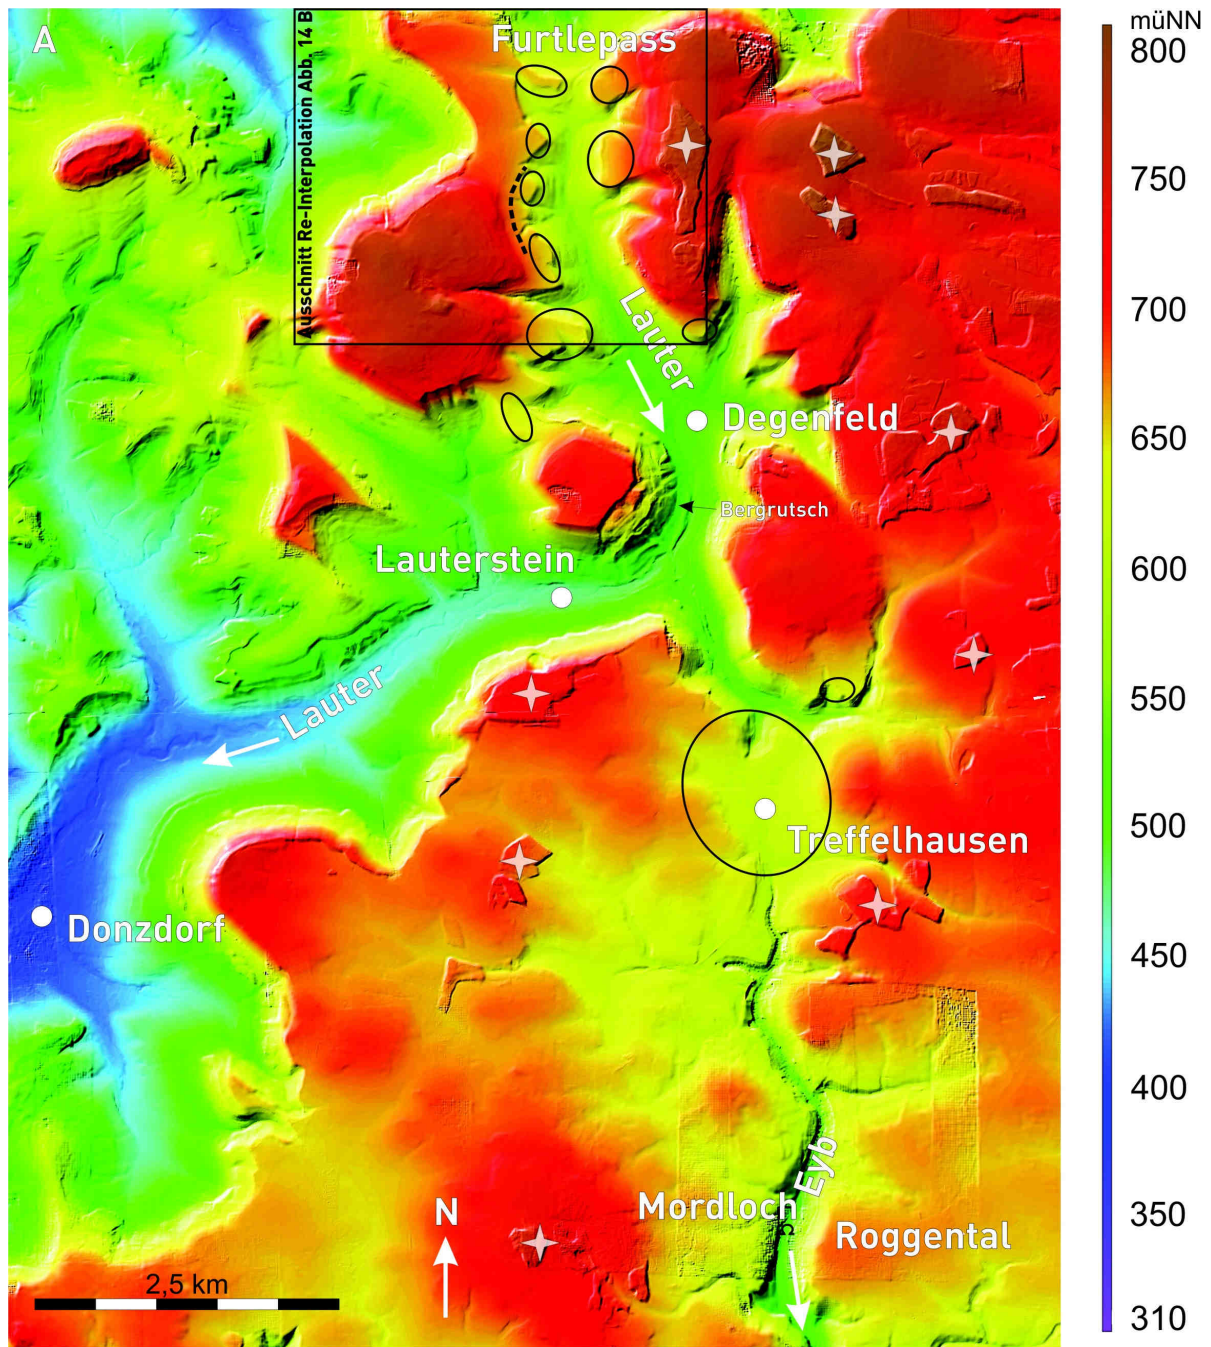 A
Ausschnitt Re-Interpolation Abb. 14 B
Furtlepass
Lauter
Degenfeld
Bergrutsch
Lauterstein
Lauter
Treffelhausen
Donzdorf
Eyb
Mordloch
Roggental
N
2,5 km
müNN
800
750
700
650
600
550
500
450
400
350
310